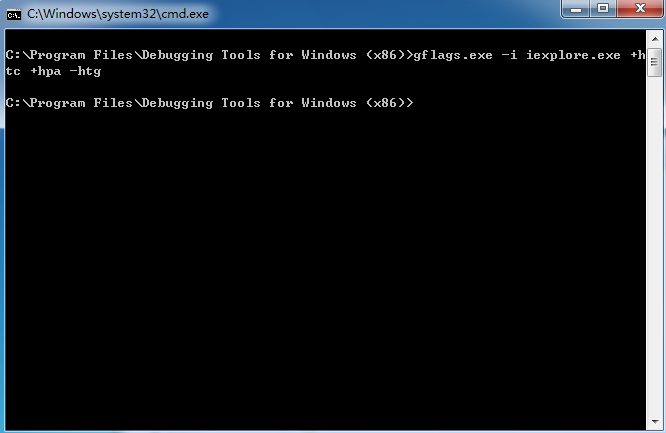 C:\Windows\system32\cmd.exe
C:\Program Files\Debugging Tools for Windows (x86)>gflags.exe -i iexplore.exe +h
tc +hpa -htg
C:\Program Files\Debugging Tools for Windows (x86)>